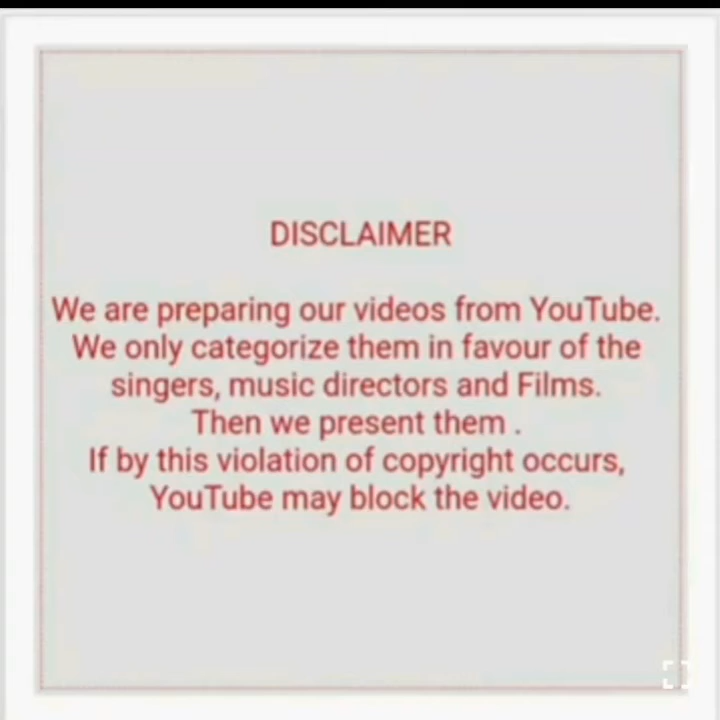 DISCLAIMER
We are preparing our videos from YouTube.
We only categorize them in favour of the
singers, music directors and Films.
Then we present them .
If by this violation of copyright occurs,
YouTube may block the video.